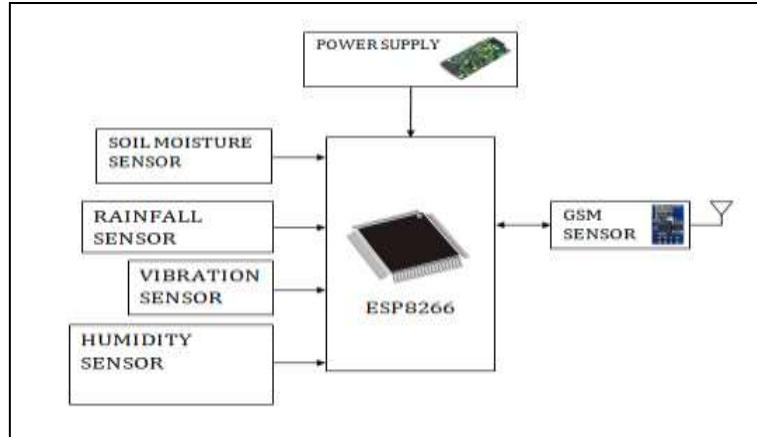 POWER SUPPLY
SOIL MOISTURE
SENSOR
RAINFALL
SENSOR
VIBRATION
SENSOR
HUMIDITY
SENSOR
ESP8266
GSM
SENSOR